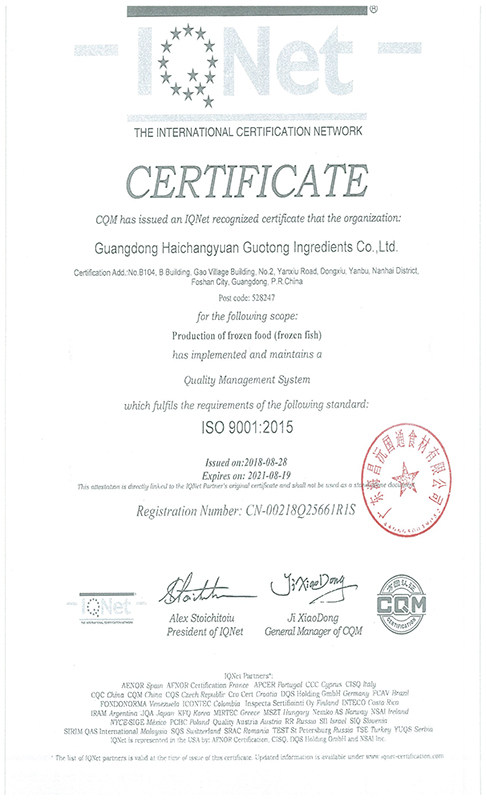 ®
IQNet
THE INTERNATIONAL CERTIFICATION NETWORK
CERTIFICATE
CQM has issued an IQNet recognized certificate that the organization:
Guangdong Haichangyuan Guotong Ingredients Co.,Ltd.
Certification Add.:No.B104, B Building, Gao Village Building, No.2, Yanxiu Road, Dongxiu, Yanbu, Nanhai District,
Foshan City, Guangdong, P.R.China
Post code: 528247
for the following scope:
Production of frozen food (frozen fish)
has implemented and maintains a
Quality Management System
which fulfils the requirements of the following standard:
ISO 9001:2015
Issued on:2018-08-28
Expires on: 2021-08-19
This attestation is directly linked to the IQNet Partner's original certificate and shall not be used as a stand-alone document
Registration Number: CN-00218Q25661R1S
昌沅国通食材有限公司
IQNet
THE INTERNATIONAL CERTIFICATION NETWORK
Alex Stoichitoiu
President of IQNet
Ji XiaoDong
Ji XiaoDong
General Manager of CQM
CQM
CERTIFICATION
IQNet Partners*:
AENOR Spain AFNOR Certification France APCER Portugal CCC Cyprus CISQ Italy
CQC China CQM China CQS Czech Republic Cro Cert Croatia DQS Holding GmbH Germany FCAV Brazil
FONDONORMA Venezuela ICONTEC Colombia Inspecta Sertifiointi Oy Finland INTECO Costa Rica
IRAM Argentina JQA Japan KFQ Korea MIRTEC Greece MSZT Hungary Nemko AS Norway NSAI Ireland
NYCE-SIGE México PCBC Poland Quality Austria Austria RR Russia SII Israel SIQ Slovenia
SIRIM QAS International Malaysia SQS Switzerland SRAC Romania TEST St Petersburg Russia TSE Turkey YUQS Serbia
IQNet is represented in the USA by: AFNOR Certification, CISQ, DQS Holding GmbH and NSAI Inc.
* The list of IQNet partners is valid at the time of issue of this certificate. Updated information is available under www.iqnet-certification.com